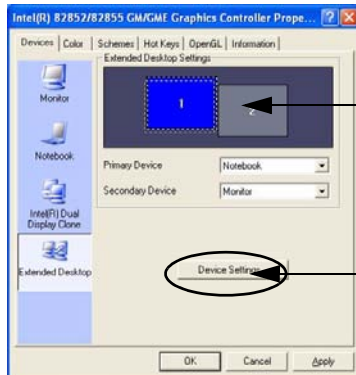 Intel(R) 82852/82855 GM/GME Graphics Controller Prope...
Devices Color Schemes Hot Keys OpenGL Information
Extended Desktop Settings
1
2
Monitor
Notebook
Primary Device Notebook
Secondary Device Monitor
Intel(R) Dual
Display Clone
Extended Desktop
Device Settings
OK Cancel Apply